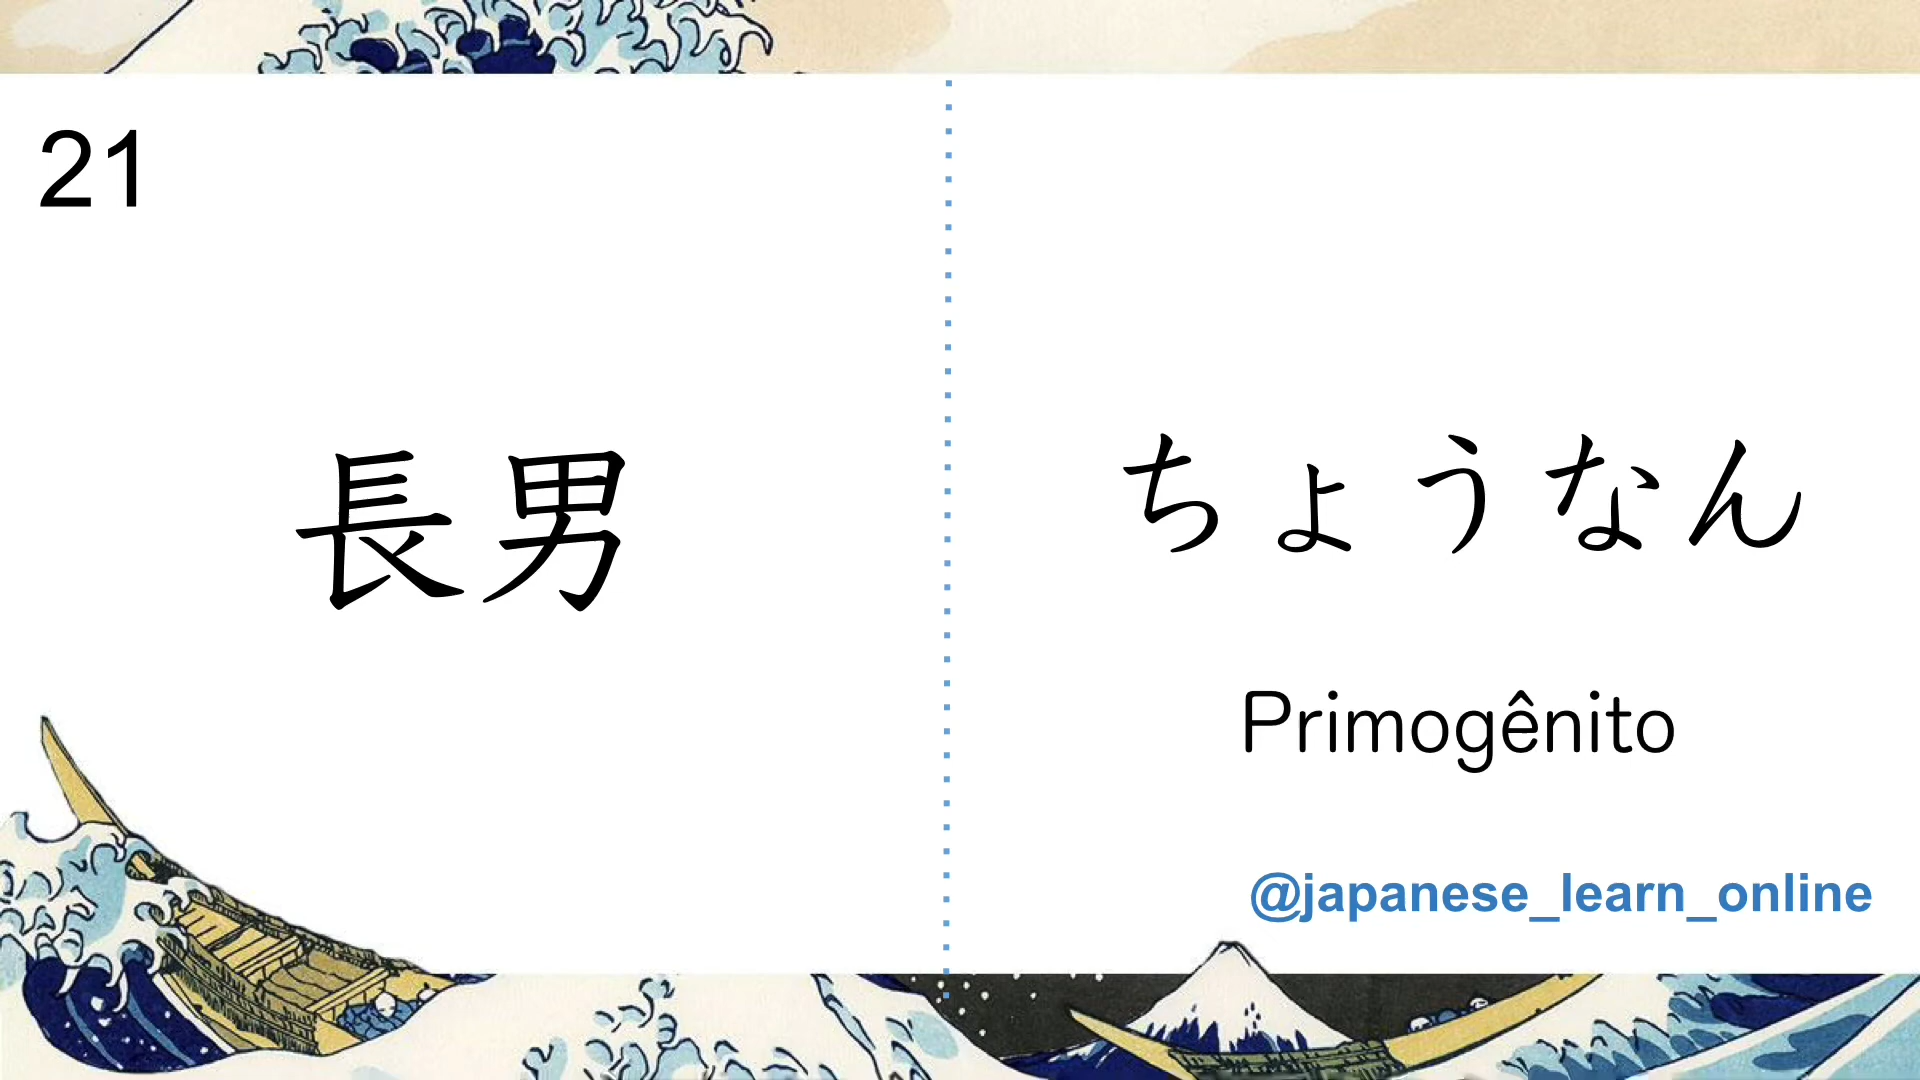 21
長男
ちょうなん
Primogênito
@japanese_learn_online